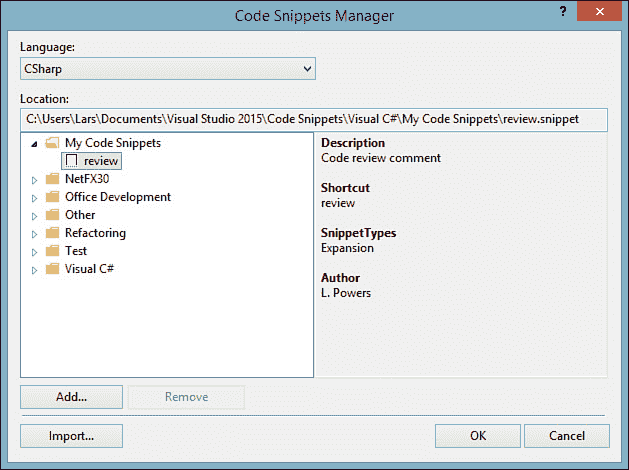 Code Snippets Manager
?
Language:
CSharp
Location:
C:\Users\Lars\Documents\Visual Studio 2015\Code Snippets\Visual C#\My Code Snippets\review.snippet
My Code Snippets
review
NetFX30
Office Development
Other
Refactoring
Test
Visual C#
Description
Code review comment
Shortcut
review
SnippetTypes
Expansion
Author
L. Powers
Add...
Remove
Import...
OK
Cancel